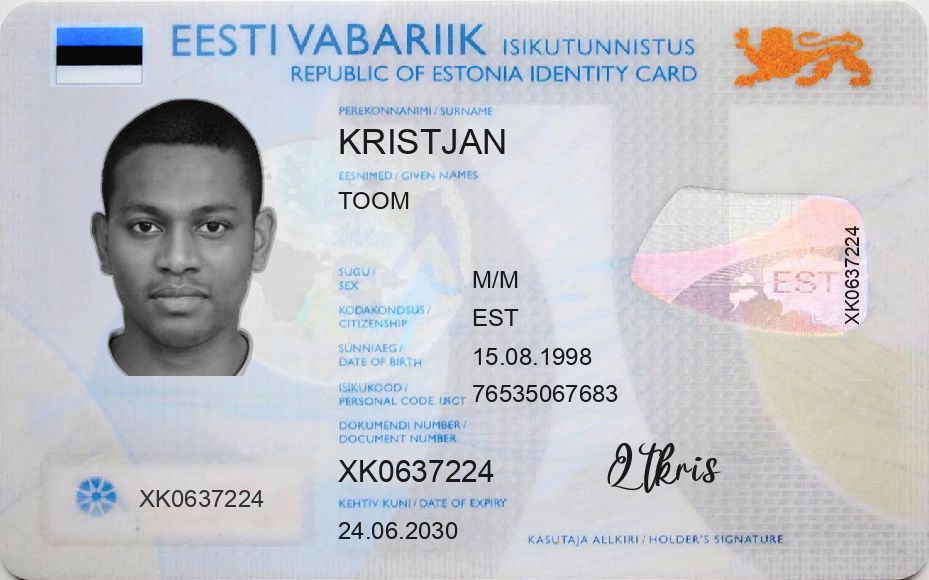 EESTI VABARIIK ISIKUTUNNISTUS
REPUBLIC OF ESTONIA IDENTITY CARD
PEREKONNANIMI / SURNAME
KRISTJAN
EESNIMED / GIVEN NAMES
TOOM
SUGU /
SEX
M/M
KODAKONDSUS /
CITIZENSHIP
EST
SÜNNIAEG /
DATE OF BIRTH
15.08.1998
ISIKUKOOD /
PERSONAL CODE
76535067683
DOKUMENDI NUMBER /
DOCUMENT NUMBER
XK0637224
KEHTIV KUNI / DATE OF EXPIRY
24.06.2030
XK0637224
EST
XK0637224
KASUTAJA ALLKIRI / HOLDER'S SIGNATURE